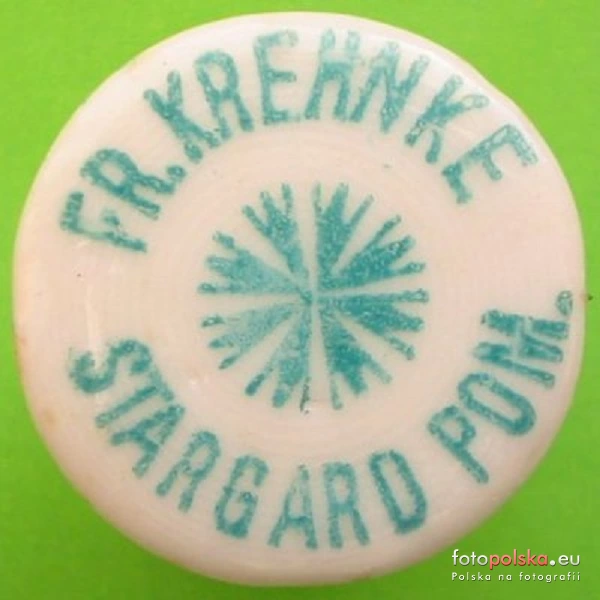 FR. KREHNKE
STARGARD POM.
fotopolska.eu
Polska na fotografii